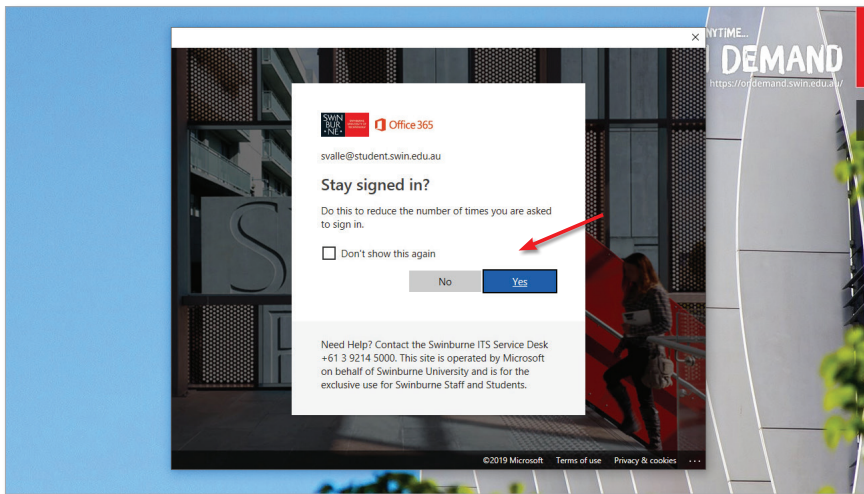 NYTIME...
DEMAND
https://ondemand.swin.edu.au/
SWIN
BUR
•NE•
Office 365
svalle@student.swin.edu.au
Stay signed in?
Do this to reduce the number of times you are asked
to sign in.
Don't show this again
No
Yes
Need Help? Contact the Swinburne ITS Service Desk
+61 3 9214 5000. This site is operated by Microsoft
on behalf of Swinburne University and is for the
exclusive use for Swinburne Staff and Students.
©2019 Microsoft Terms of use Privacy & cookies ...